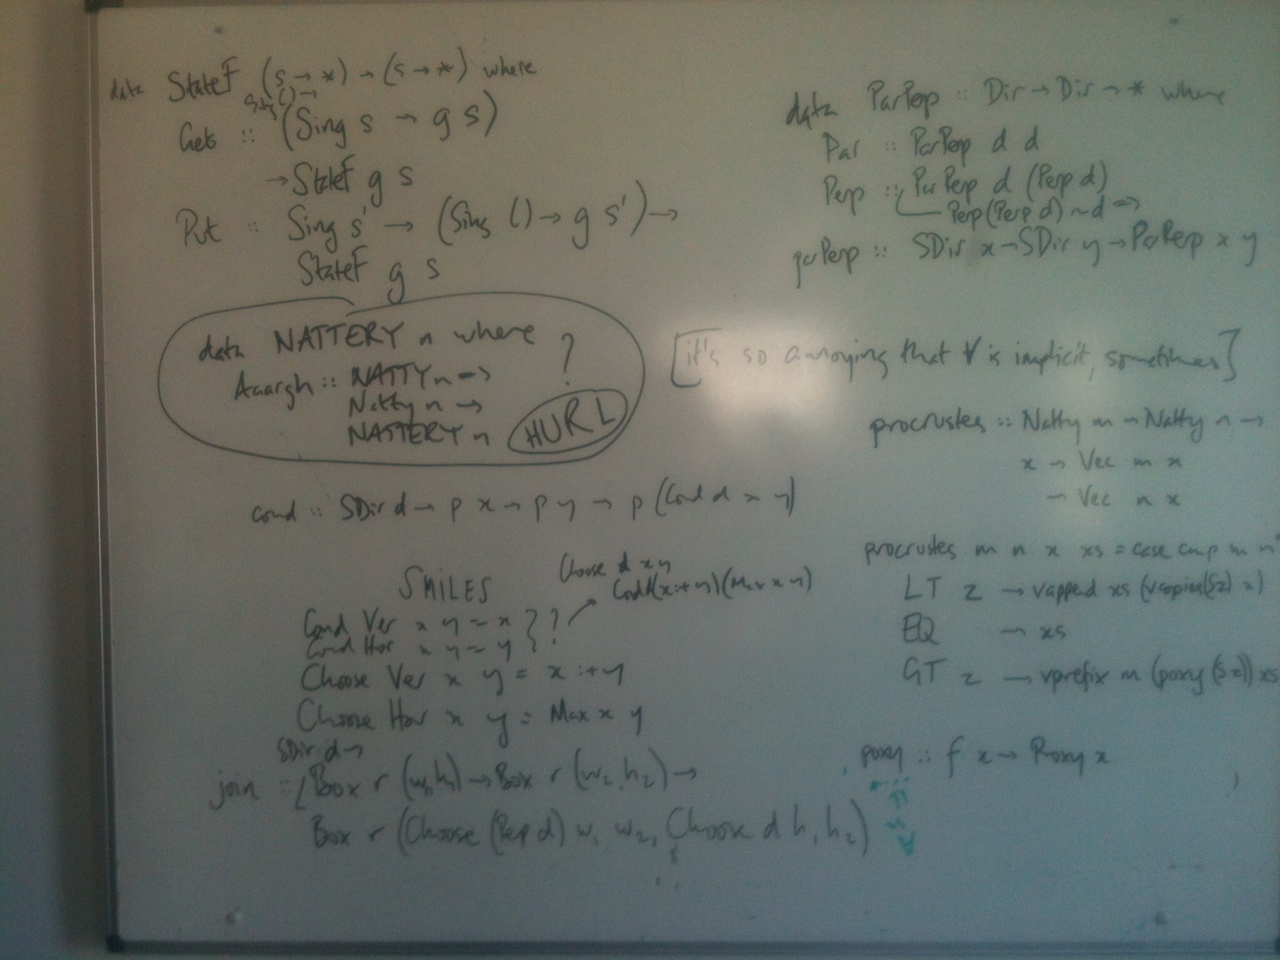 data StateF (s → *) → (s → *) where
Sing () →
Get :: (Sing s → g s)
→ StateF g s
Put :: Sing s' → (Sing () → g s') →
StateF g s
data NATTERY n where
Aaargh :: NATTY n =>
Natty n →
NATTERY n
?
HURL
cond :: SDir d → p x → p y → p (Cond d x y)
SMILES
Choose d x y
Cond d (x :+ y) (Max x y)
Cond Ver x y = x
Cond Hor x y = y
} ?
Choose Ver x y = x :+ y
Choose Hor x y = Max x y
SDir d →
join :: Box r (w1, h1) → Box r (w2, h2) →
Box r (Choose (Perp d) w1 w2, Choose d h1 h2)
data ParPerp :: Dir → Dir → * where
Par :: ParPerp d d
Perp :: ParPerp d (Perp d)
Perp (Perp d) ~ d =>
parPerp :: SDir x → SDir y → ParPerp x y
[it's so annoying that ∀ is implicit, sometimes]
procrustes :: Natty m → Natty n →
x → Vec m x
→ Vec n x
procrustes m n x xs = case cmp m n
LT z → vappend xs (vcopies (S z) x)
EQ → xs
GT z → vprefix m (poxy (S z)) xs
poxy :: f x → Proxy x